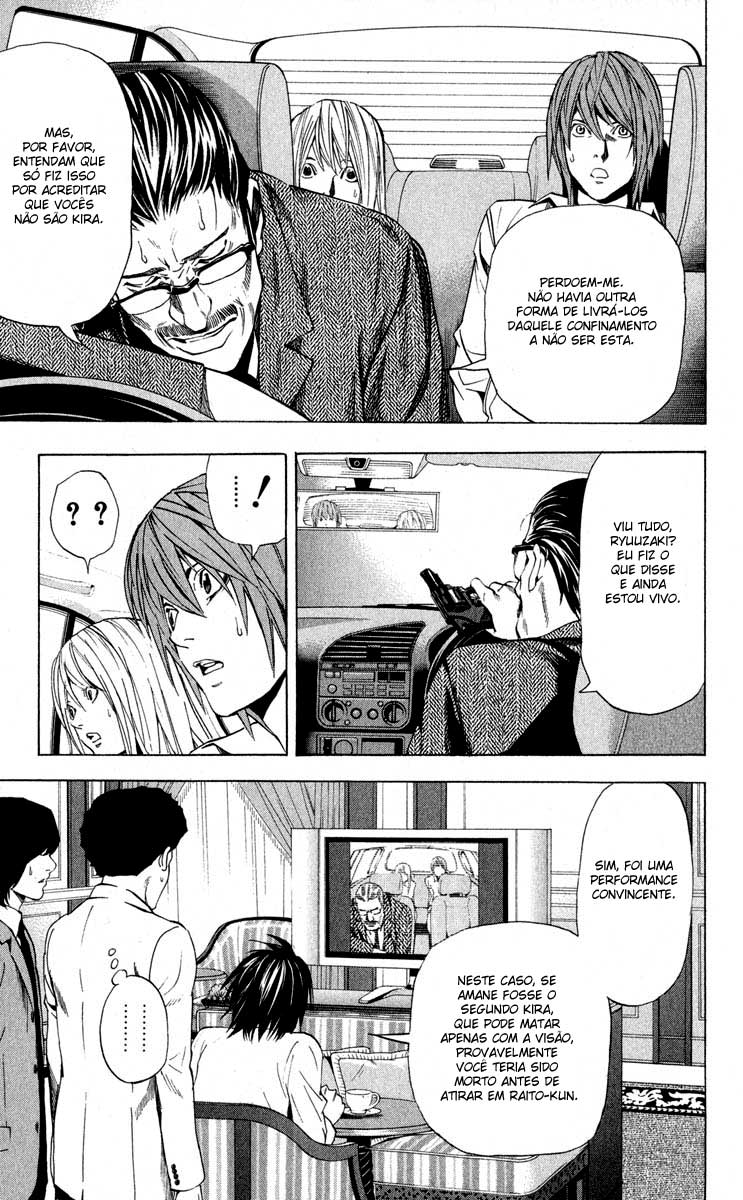 PERDOEM-ME.
NÃO HAVIA OUTRA
FORMA DE LIVRÁ-LOS
DAQUELE CONFINAMENTO
A NÃO SER ESTA.
MAS,
POR FAVOR,
ENTENDAM QUE
SÓ FIZ ISSO
POR ACREDITAR
QUE VOCÊS
NÃO SÃO KIRA.
VIU TUDO,
RYUUZAKI?
EU FIZ O
QUE DISSE
E AINDA
ESTOU VIVO.
......!
??
SIM, FOI UMA
PERFORMANCE
CONVINCENTE.
NESTE CASO, SE
AMANE FOSSE O
SEGUNDO KIRA,
QUE PODE MATAR
APENAS COM A VISÃO,
PROVAVELMENTE
VOCÊ TERIA SIDO
MORTO ANTES DE
ATIRAR EM RAITO-KUN.
......